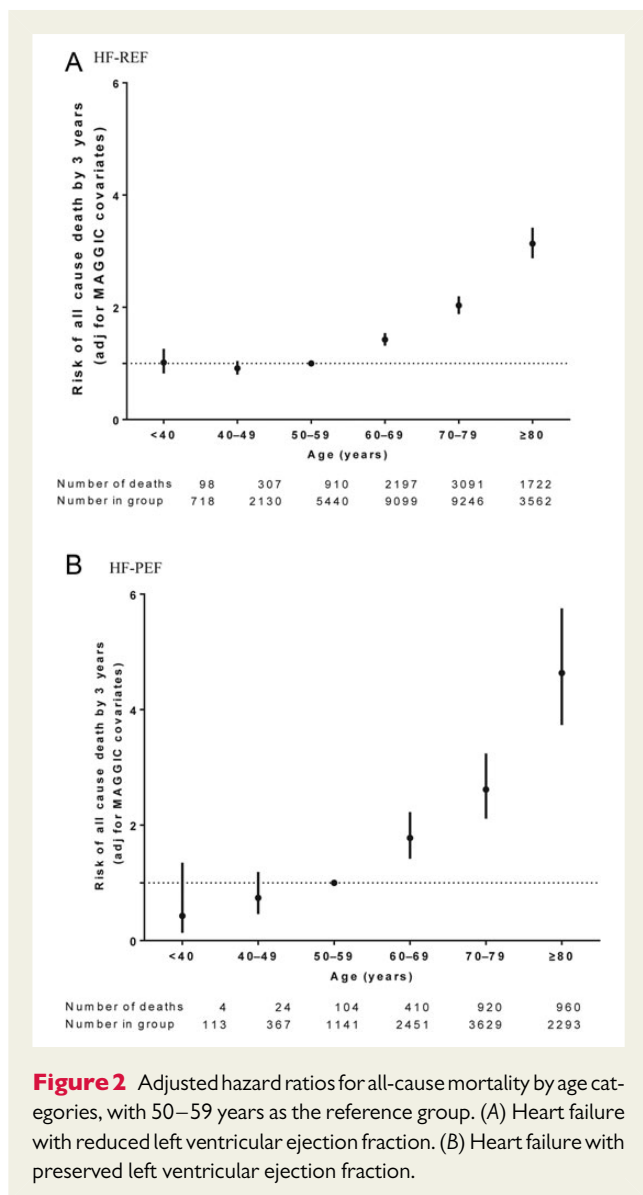 A HF-REF
Risk of all cause death by 3 years
(adj for MAGGIC covariates)
6
4
2
0
<40 40–49 50–59 60–69 70–79 ≥80
Age (years)
Number of deaths 98 307 910 2197 3091 1722
Number in group 718 2130 5440 9099 9246 3562
B HF-PEF
Risk of all cause death by 3 years
(adj for MAGGIC covariates)
6
4
2
0
<40 40–49 50–59 60–69 70–79 ≥80
Age (years)
Number of deaths 4 24 104 410 920 960
Number in group 113 367 1141 2451 3629 2293
Figure 2 Adjusted hazard ratios for all-cause mortality by age cat-
egories, with 50–59 years as the reference group. (A) Heart failure
with reduced left ventricular ejection fraction. (B) Heart failure with
preserved left ventricular ejection fraction.